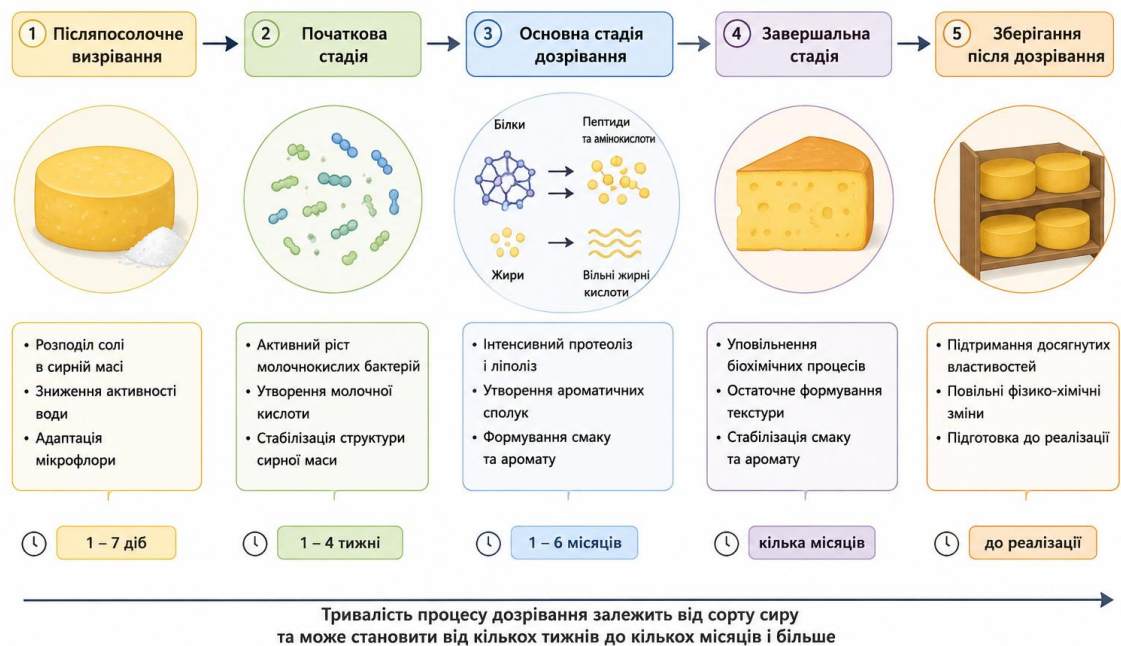 1 Післяпосолочне
визрівання
2 Початкова
стадія
3 Основна стадія
дозрівання
4 Завершальна
стадія
5 Зберігання
після дозрівання
Білки
Пептиди
та амінокислоти
Жири
Вільні жирні
кислоти
• Розподіл солі
в сирній масі
• Зниження активності
води
• Адаптація
мікрофлори
• Активний ріст
молочнокислих бактерій
• Утворення молочної
кислоти
• Стабілізація структури
сирної маси
• Інтенсивний протеоліз
і ліполіз
• Утворення ароматичних
сполук
• Формування смаку
та аромату
• Уповільнення
біохімічних процесів
• Остаточне формування
текстури
• Стабілізація смаку
та аромату
• Підтримання досягнутих
властивостей
• Повільні фізико-хімічні
зміни
• Підготовка до реалізації
1 – 7 діб
1 – 4 тижні
1 – 6 місяців
кілька місяців
до реалізації
Тривалість процесу дозрівання залежить від сорту сиру
та може становити від кількох тижнів до кількох місяців і більше